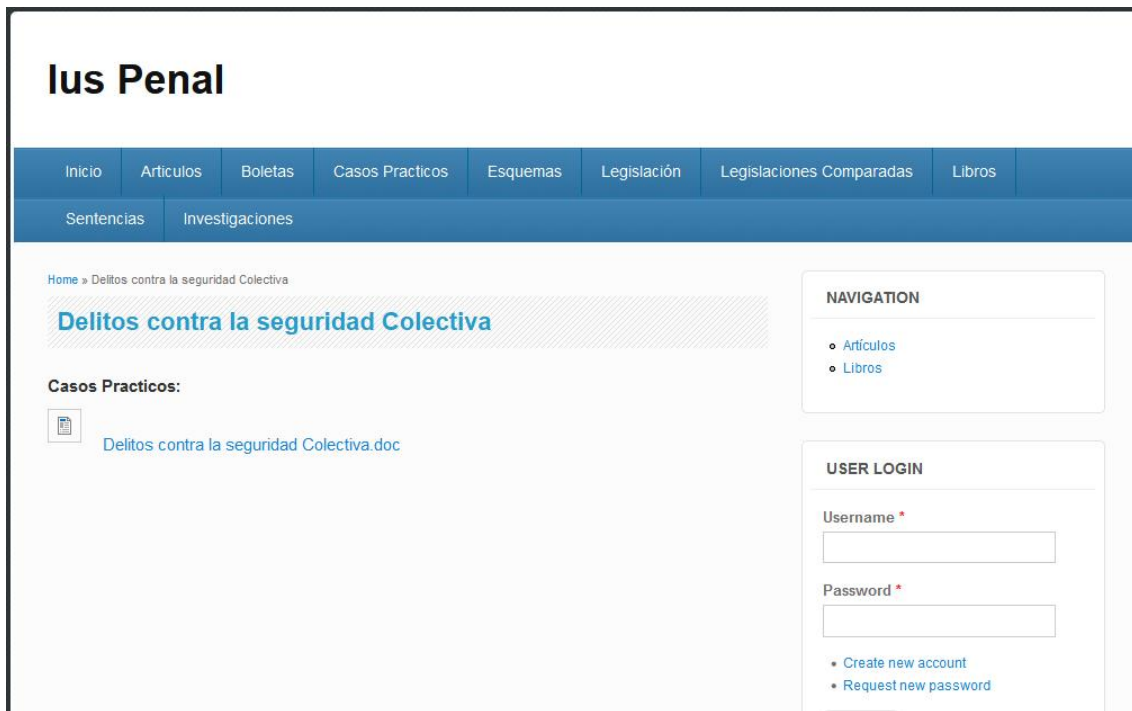 Ius Penal
Inicio Articulos Boletas Casos Practicos Esquemas Legislación Legislaciones Comparadas Libros
Sentencias Investigaciones
Home » Delitos contra la seguridad Colectiva
Delitos contra la seguridad Colectiva
Casos Practicos:
Delitos contra la seguridad Colectiva.doc
NAVIGATION
Artículos
Libros
USER LOGIN
Username *
Password *
Create new account
Request new password